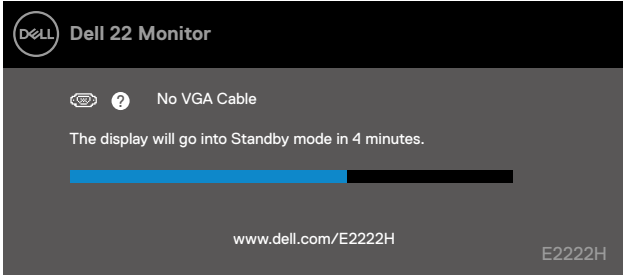 DELL Dell 22 Monitor
? No VGA Cable
The display will go into Standby mode in 4 minutes.
www.dell.com/E2222H
E2222H